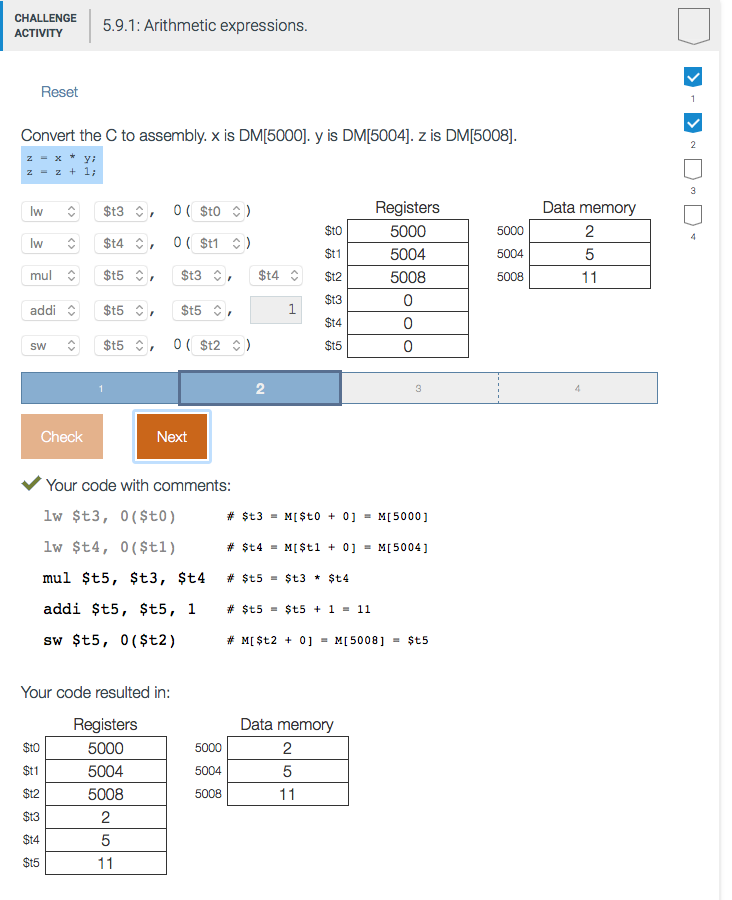 CHALLENGE ACTIVITY
5.9.1: Arithmetic expressions.
1
2
3
4
Reset
Convert the C to assembly. x is DM[5000]. y is DM[5004]. z is DM[5008].
z = x * y;
z = z + 1;
lw $t3 , 0 ( $t0 )
lw $t4 , 0 ( $t1 )
mul $t5 , $t3 , $t4
addi $t5 , $t5 , 1
sw $t5 , 0 ( $t2 )
Registers
$t0 5000
$t1 5004
$t2 5008
$t3 0
$t4 0
$t5 0
Data memory
5000 2
5004 5
5008 11
1 2 3 4
Check Next
Your code with comments:
lw $t3, 0($t0) # $t3 = M[$t0 + 0] = M[5000]
lw $t4, 0($t1) # $t4 = M[$t1 + 0] = M[5004]
mul $t5, $t3, $t4 # $t5 = $t3 * $t4
addi $t5, $t5, 1 # $t5 = $t5 + 1 = 11
sw $t5, 0($t2) # M[$t2 + 0] = M[5008] = $t5
Your code resulted in:
Registers
$t0 5000
$t1 5004
$t2 5008
$t3 2
$t4 5
$t5 11
Data memory
5000 2
5004 5
5008 11